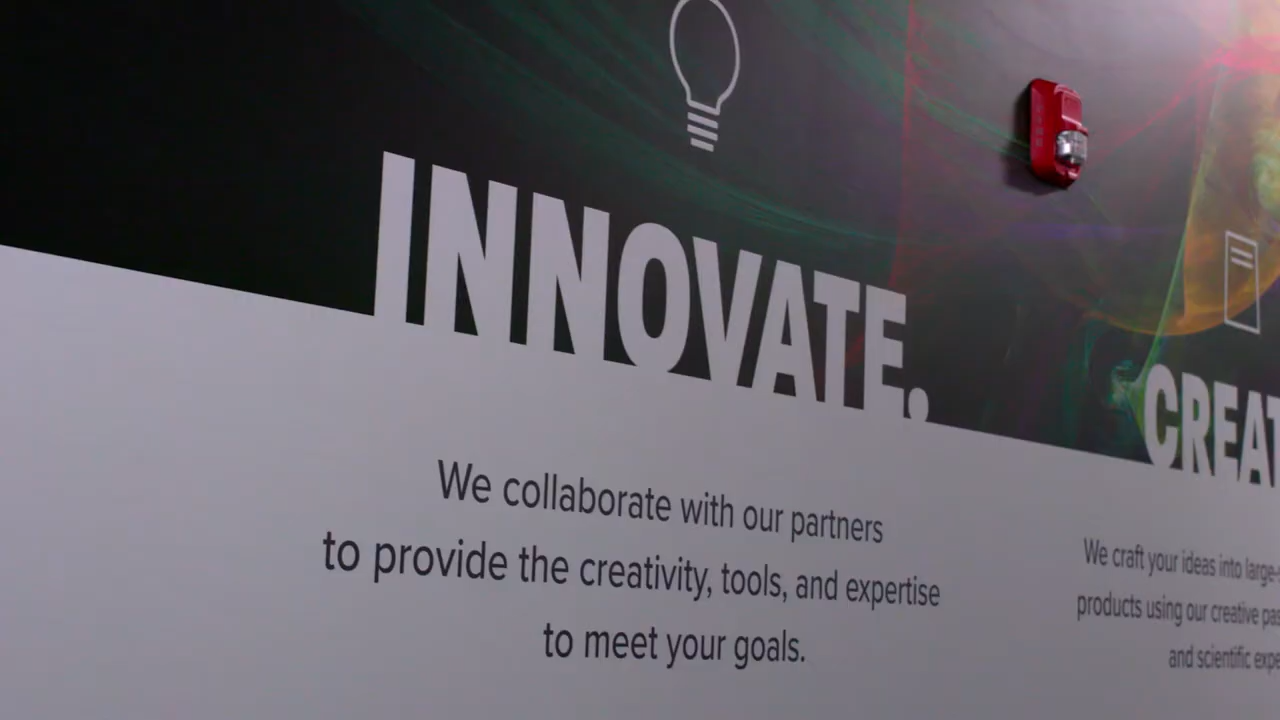 INNOVATE.
We collaborate with our partners
to provide the creativity, tools, and expertise
to meet your goals.
We craft your ideas into
products using our creative
and scientific